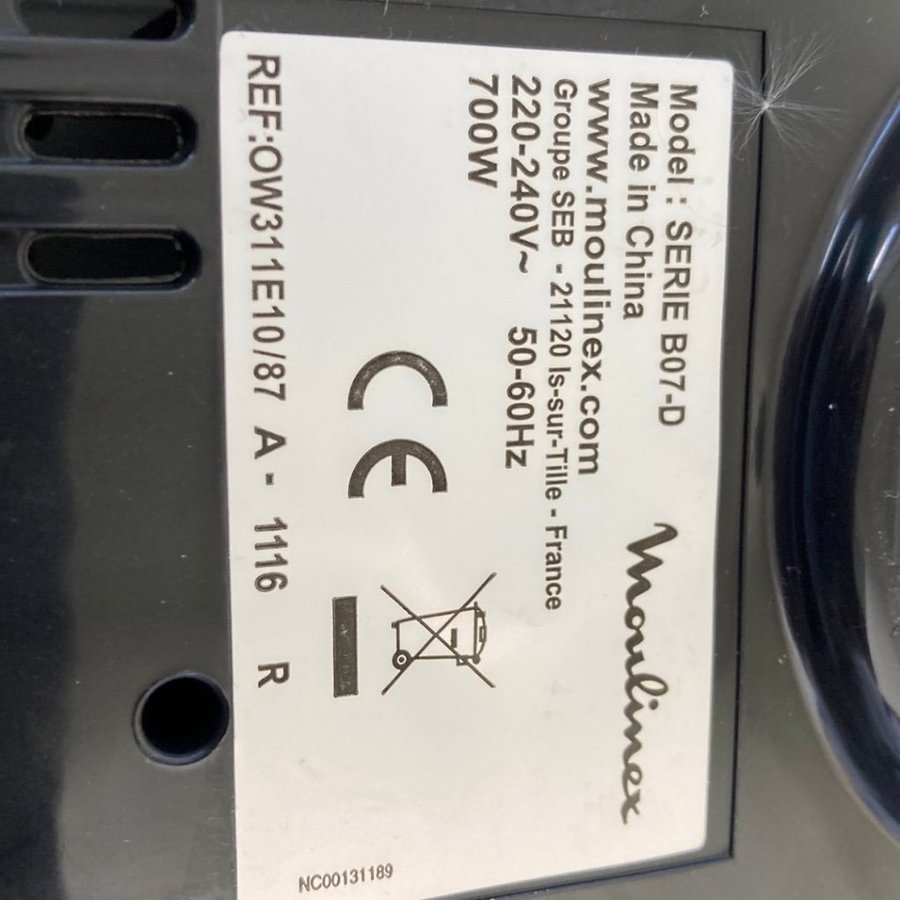 Model : SERIE B07-D
Made in China
Moulinex
www.moulinex.com
Groupe SEB - 21120 Is-sur-Tille - France
220-240V~ 50-60Hz
700W
CE
REF:OW311E10/87 A - 1116 R
NC00131189